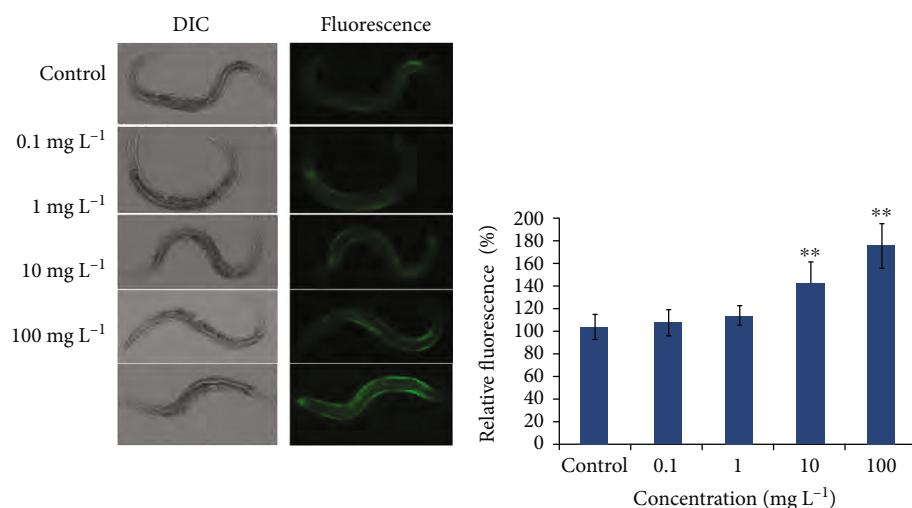 DIC Fluorescence
Control
0.1 mg L⁻¹
1 mg L⁻¹
10 mg L⁻¹
100 mg L⁻¹
Relative fluorescence (%)
200
180
160
140
120
100
80
60
40
20
0
**
**
Control 0.1 1 10 100
Concentration (mg L⁻¹)